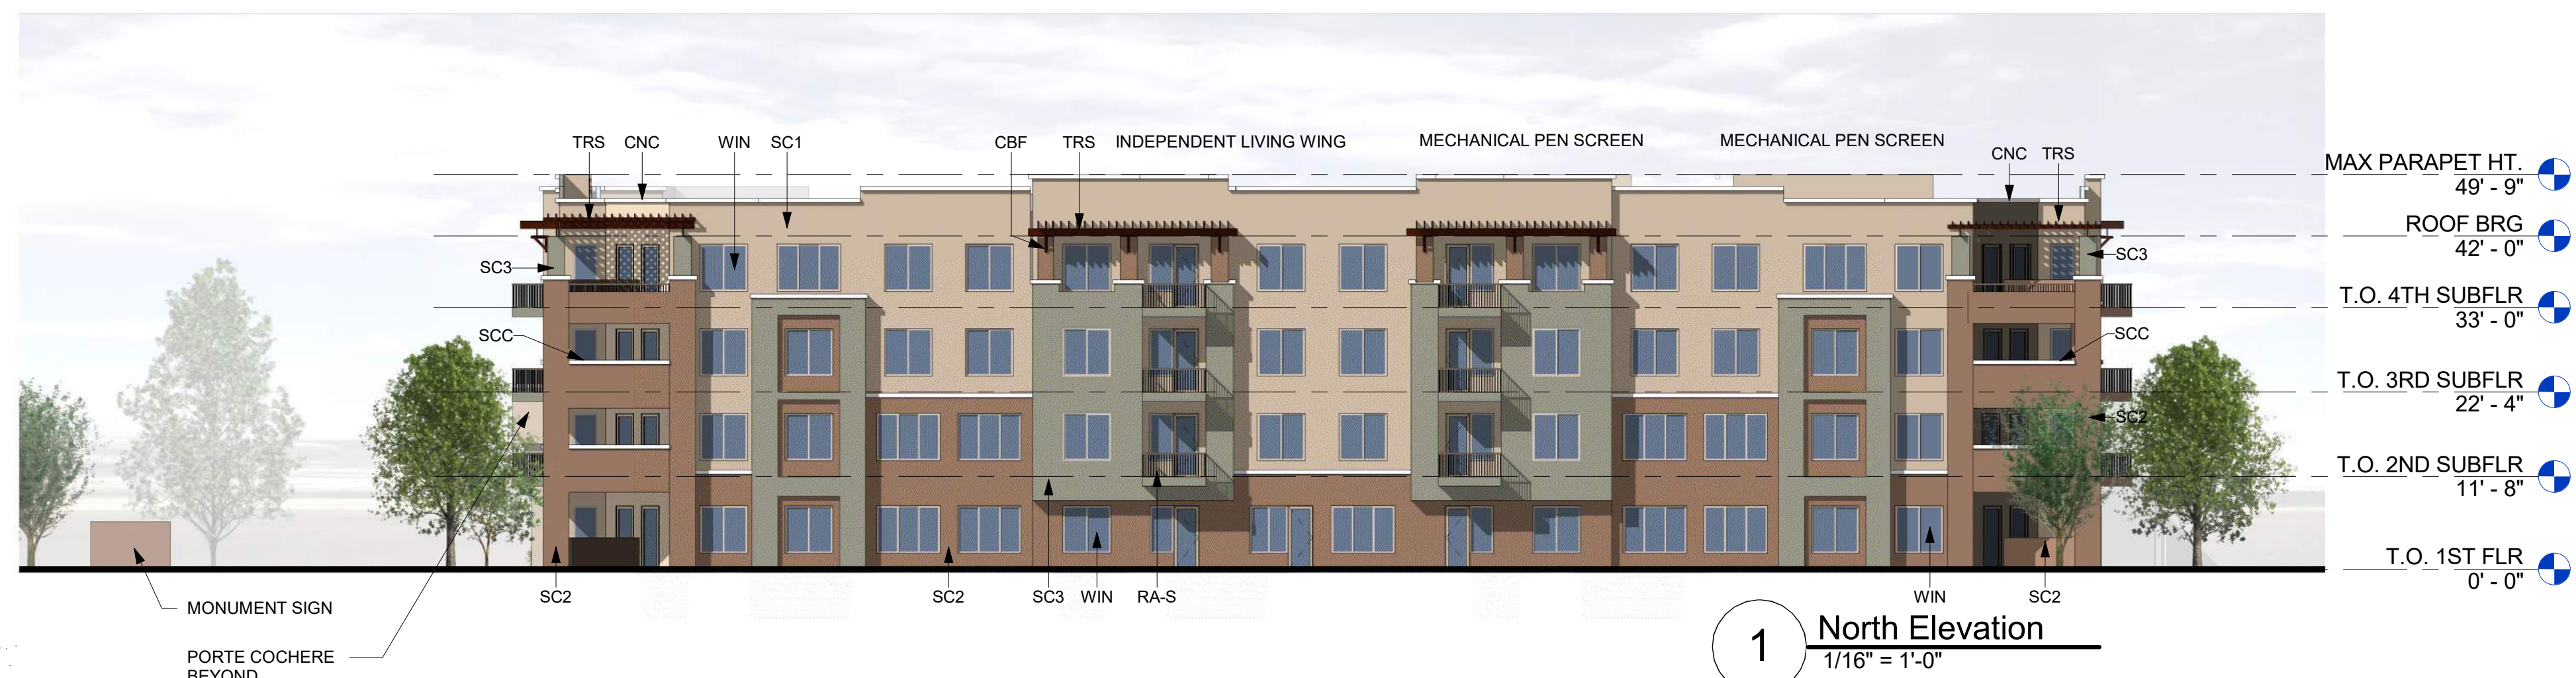 TRS
CNC
WIN
SC1
CBF
TRS
INDEPENDENT LIVING WING
MECHANICAL PEN SCREEN
MECHANICAL PEN SCREEN
CNC
TRS
MAX PARAPET HT.
49' - 9"
ROOF BRG
42' - 0"
SC3
SC3
T.O. 4TH SUBFLR
33' - 0"
SCC
SCC
T.O. 3RD SUBFLR
22' - 4"
SC2
T.O. 2ND SUBFLR
11' - 8"
T.O. 1ST FLR
0' - 0"
SC2
SC2
SC3
WIN
RA-S
WIN
SC2
MONUMENT SIGN
PORTE COCHERE
BEYOND
1
North Elevation
1/16" = 1'-0"